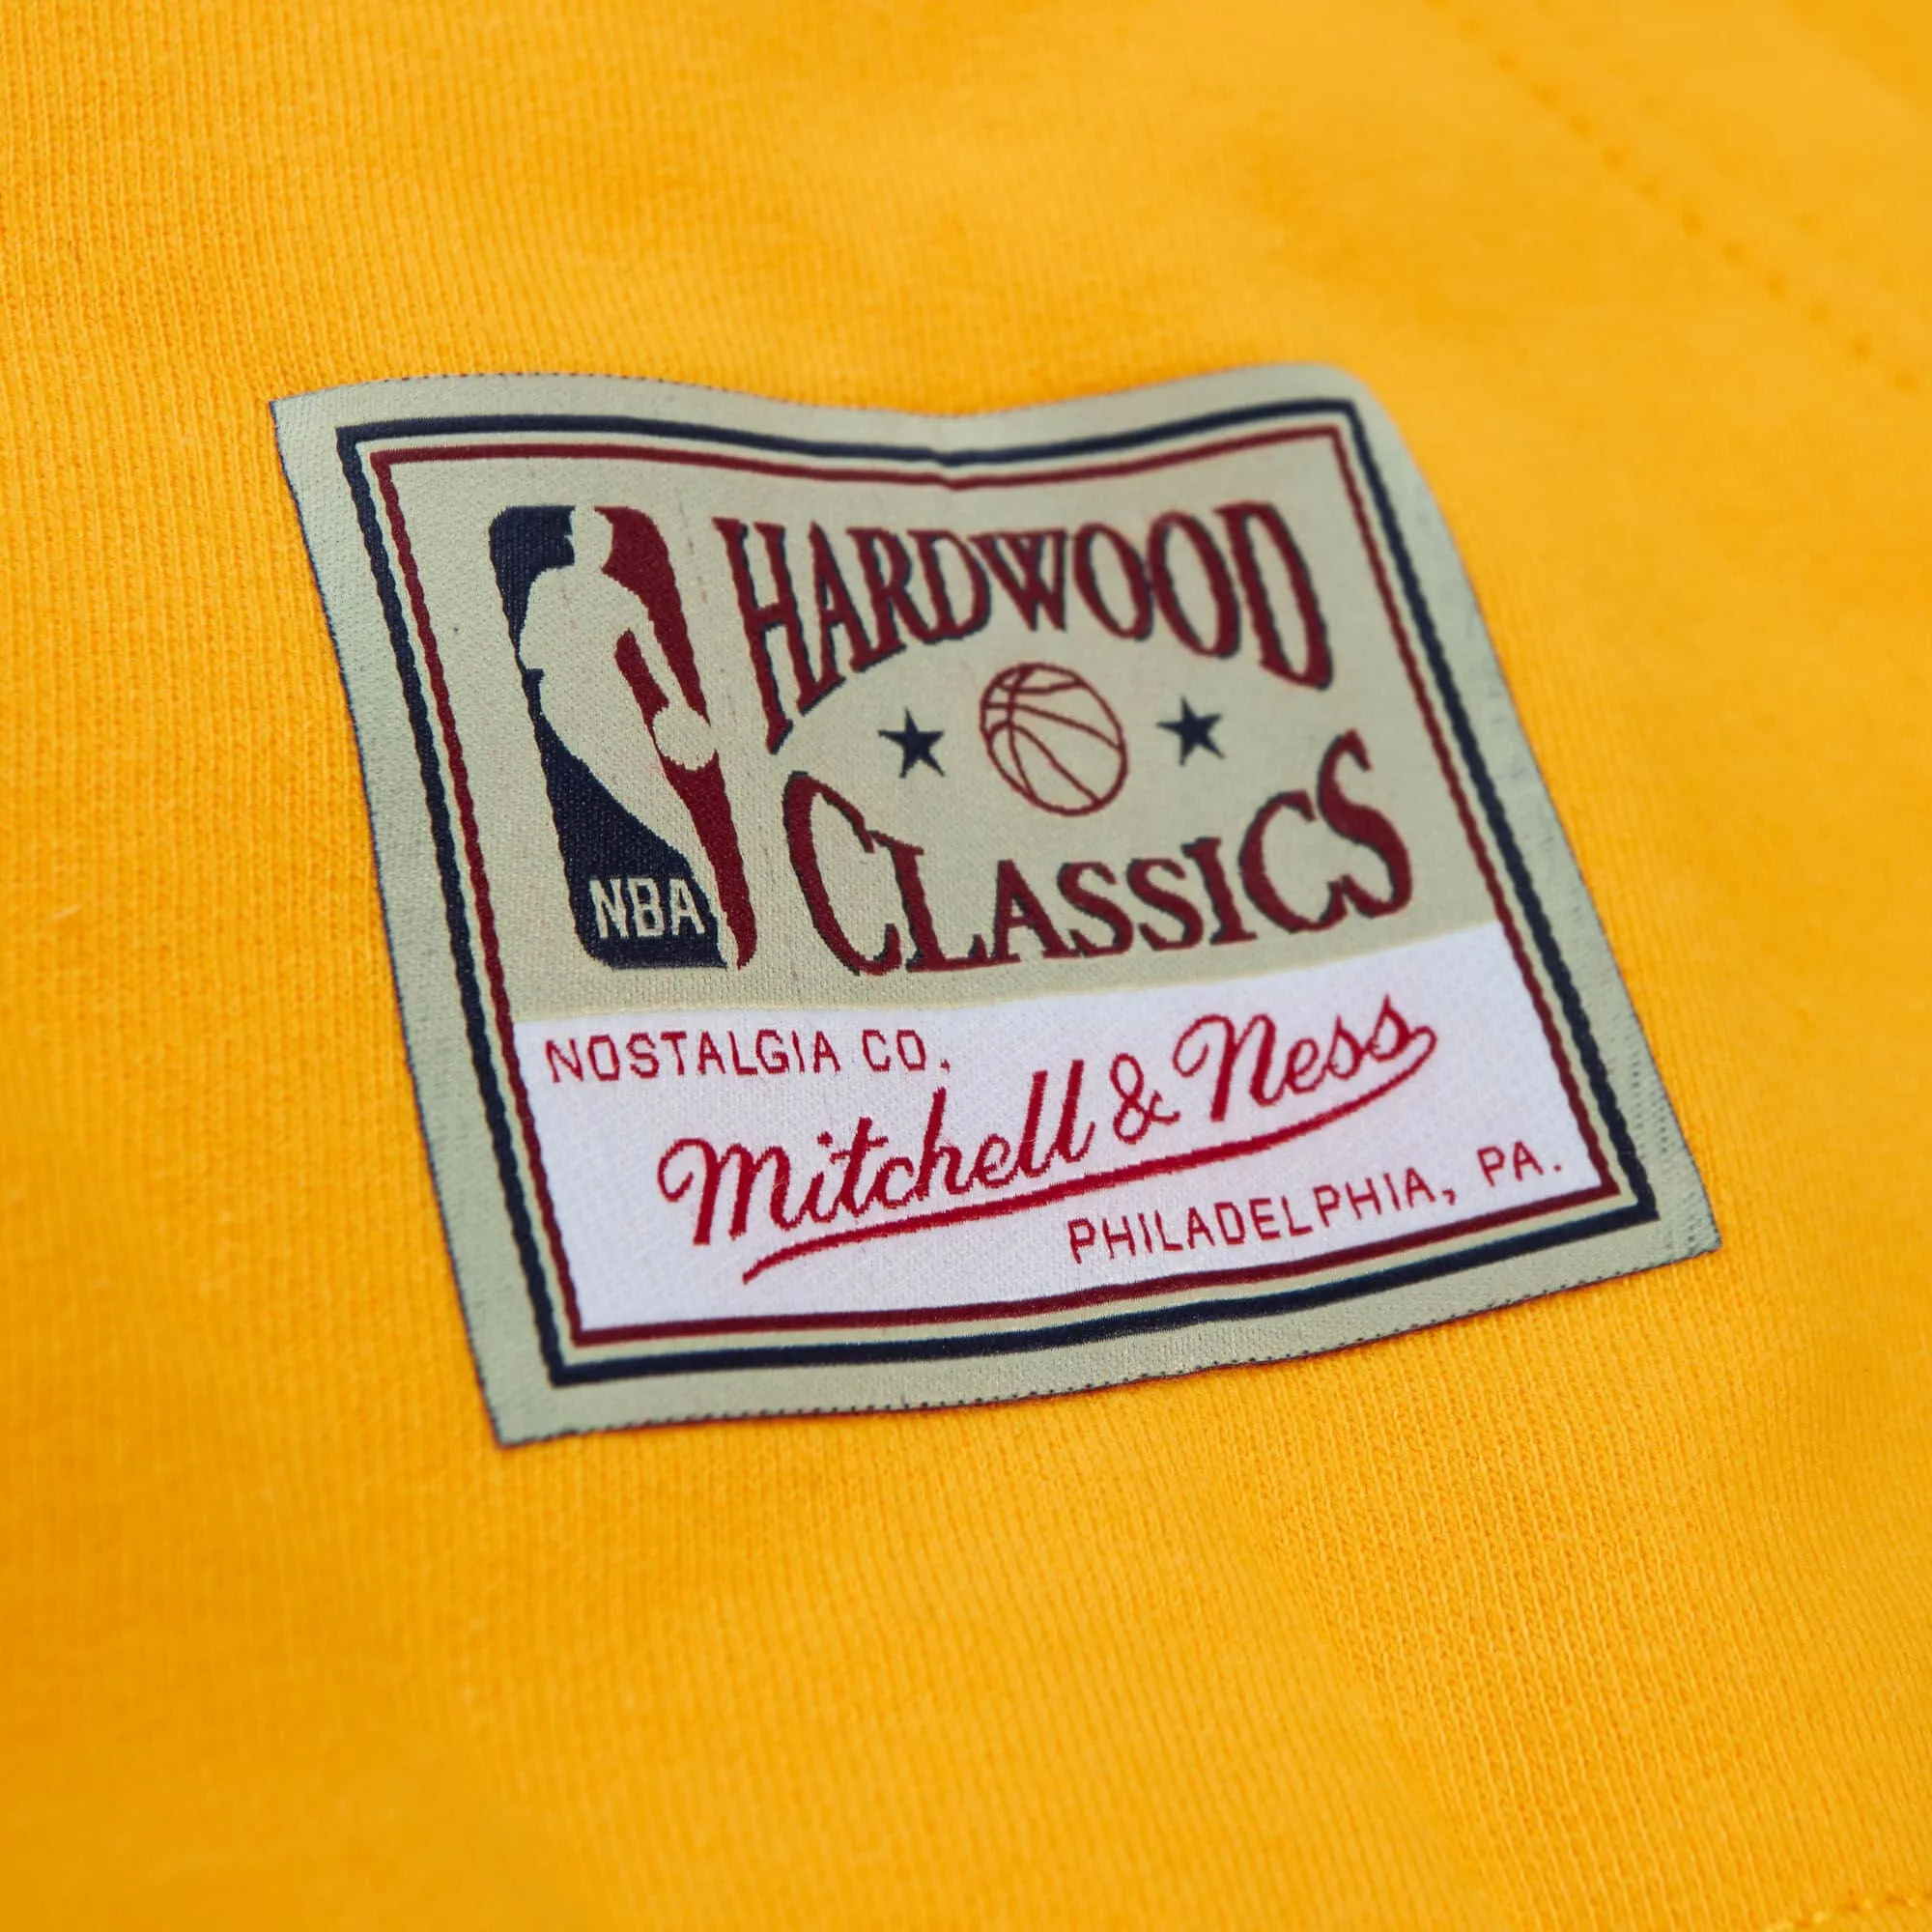 NBA
HARDWOOD
CLASSICS
NOSTALGIA CO.
Mitchell & Ness
PHILADELPHIA, PA.